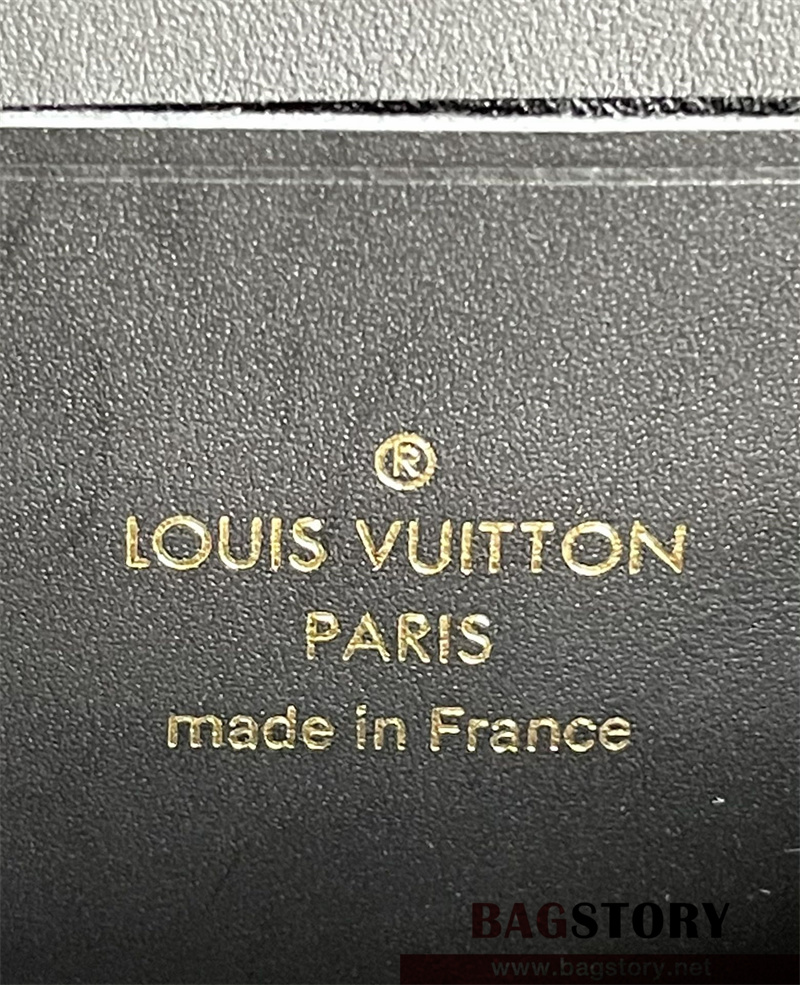 ®
LOUIS VUITTON
PARIS
made in France
BAGSTORY
www.bagstory.net